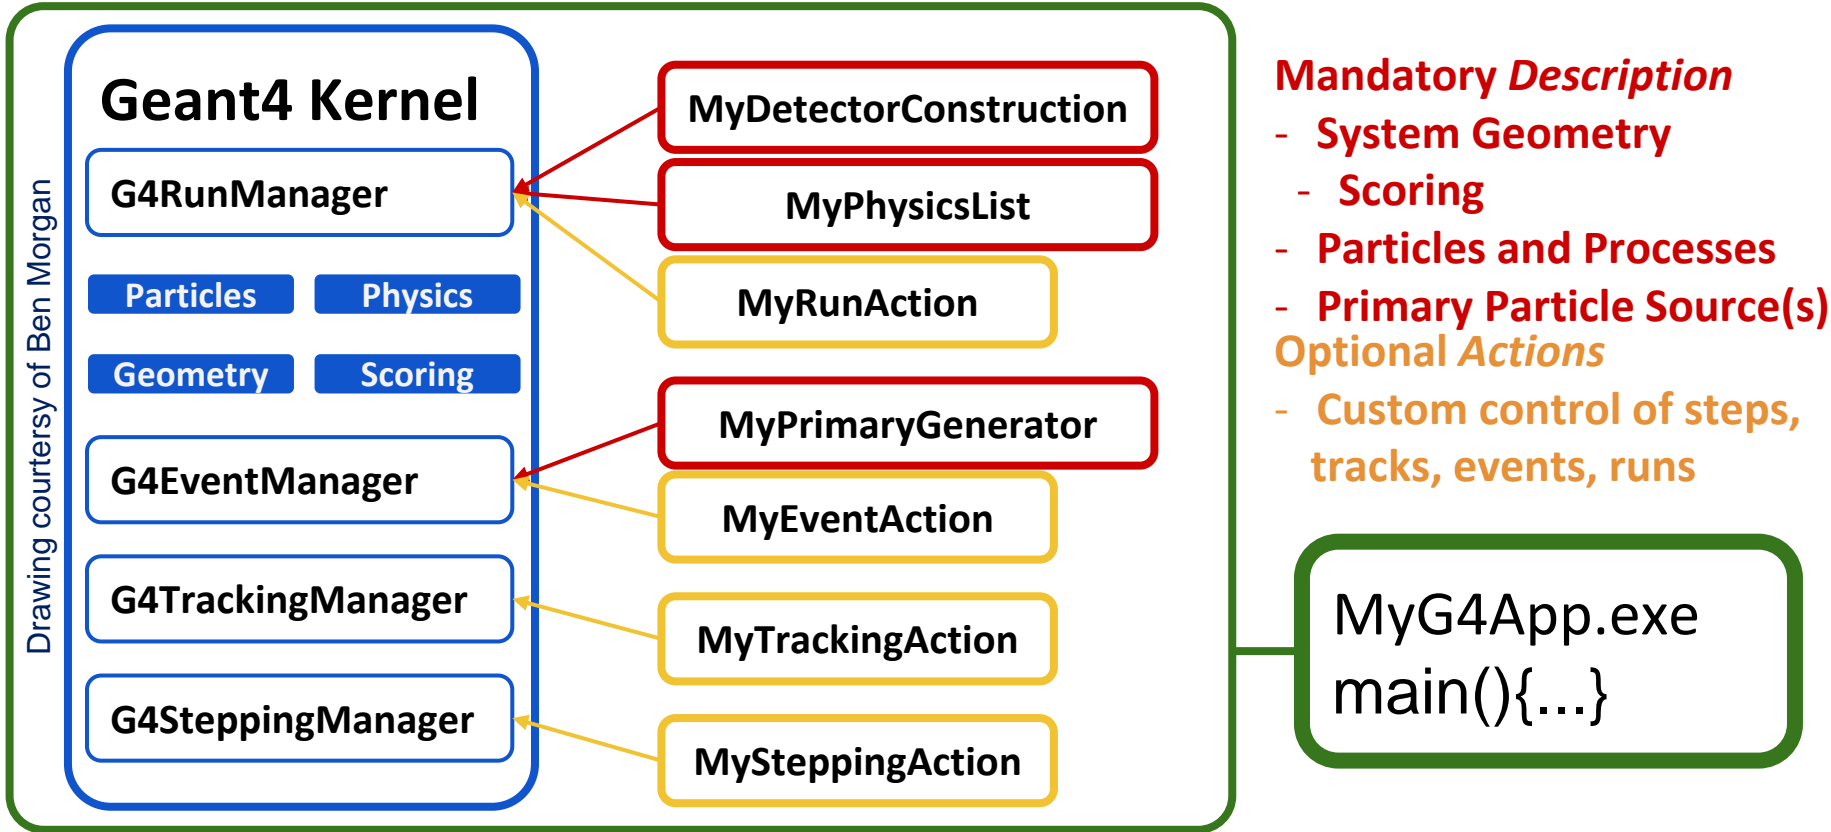 Drawing courtersy of Ben Morgan
Geant4 Kernel
G4RunManager
Particles
Physics
Geometry
Scoring
G4EventManager
G4TrackingManager
G4SteppingManager
MyDetectorConstruction
MyPhysicsList
MyRunAction
MyPrimaryGenerator
MyEventAction
MyTrackingAction
MySteppingAction
Mandatory Description
- System Geometry
- Scoring
- Particles and Processes
- Primary Particle Source(s)
Optional Actions
- Custom control of steps,
tracks, events, runs
MyG4App.exe
main(){...}